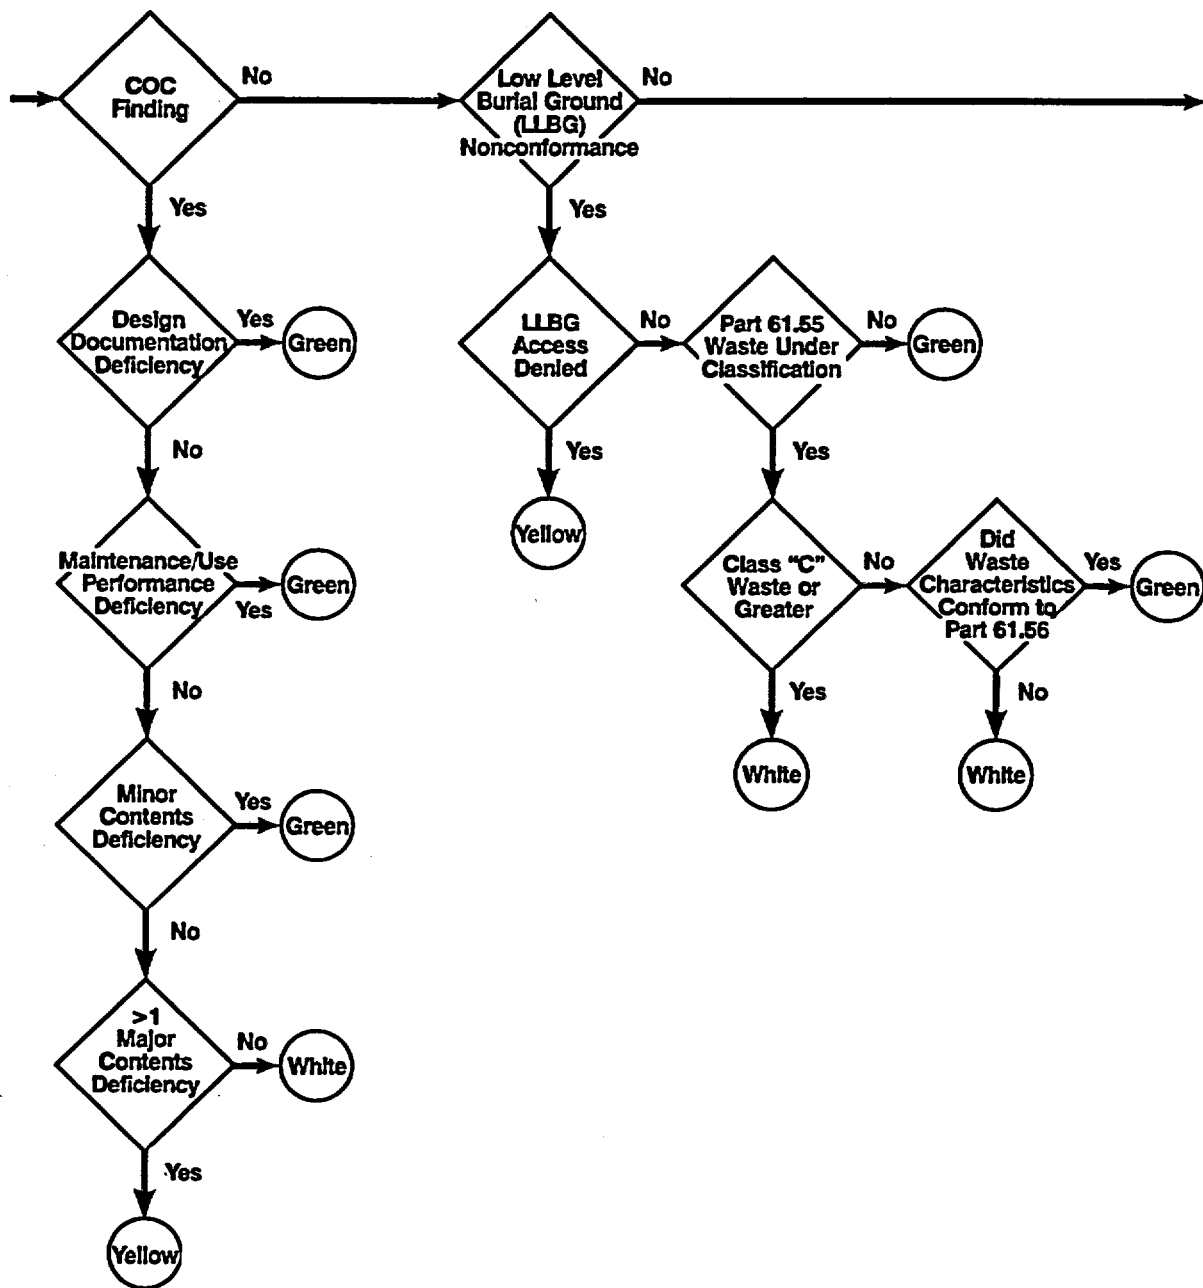 COC
Finding
No
Low Level
Burial Ground
(LLBG)
Nonconformance
No
Yes
Yes
Design
Documentation
Deficiency
Yes
Green
LLBG
Access
Denied
No
Part 61.55
Waste Under
Classification
No
Green
No
Yes
Yes
Maintenance/Use
Performance
Deficiency
Yes
Green
Yellow
Class "C"
Waste or
Greater
No
Did
Waste
Characteristics
Conform to
Part 61.56
Yes
Green
No
Yes
No
Minor
Contents
Deficiency
Yes
Green
White
White
No
>1
Major
Contents
Deficiency
No
White
Yes
Yellow